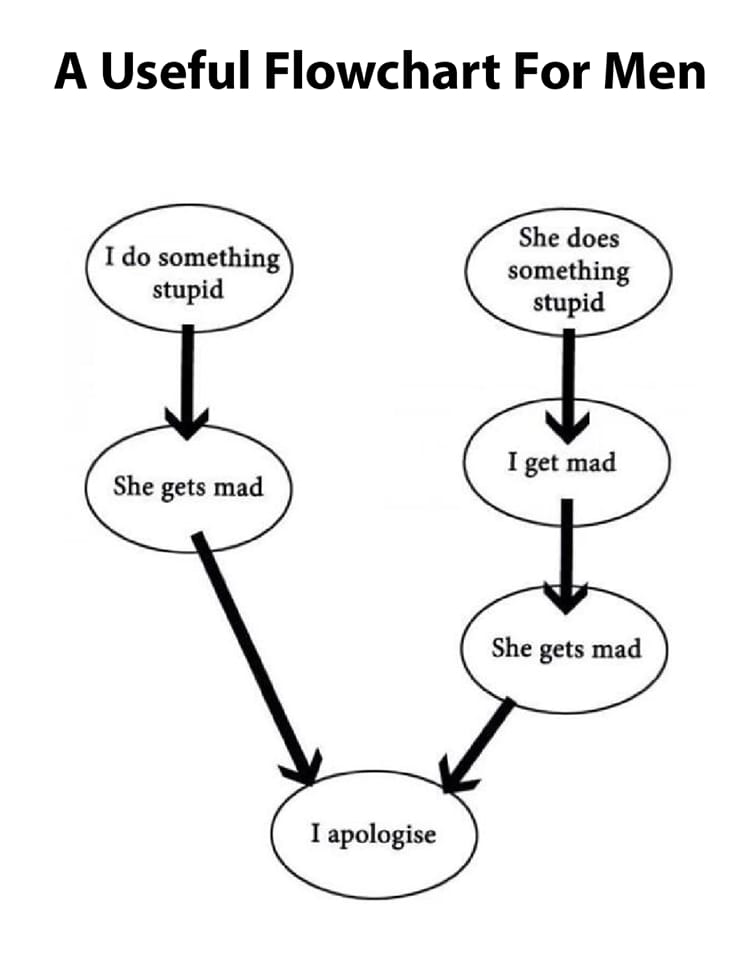 A Useful Flowchart For Men
I do something
stupid
She gets mad
She does
something
stupid
I get mad
She gets mad
I apologise